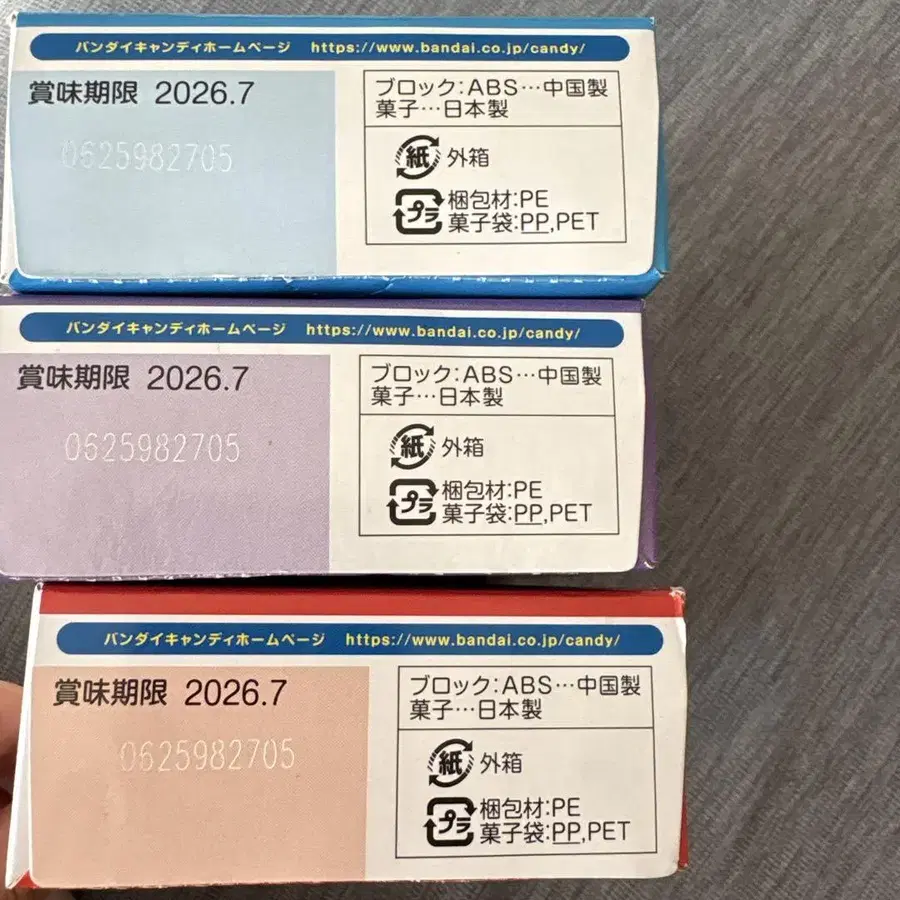 バンダイキャンディホームページ https://www.bandai.co.jp/candy/
賞味期限 2026.7
0625982705
ブロック:ABS…中国製
菓子…日本製
紙 外箱
プラ 梱包材:PE
菓子袋:PP,PET
バンダイキャンディホームページ https://www.bandai.co.jp/candy/
賞味期限 2026.7
0625982705
ブロック:ABS…中国製
菓子…日本製
紙 外箱
プラ 梱包材:PE
菓子袋:PP,PET
バンダイキャンディホームページ https://www.bandai.co.jp/candy/
賞味期限 2026.7
0625982705
ブロック:ABS…中国製
菓子…日本製
紙 外箱
プラ 梱包材:PE
菓子袋:PP,PET